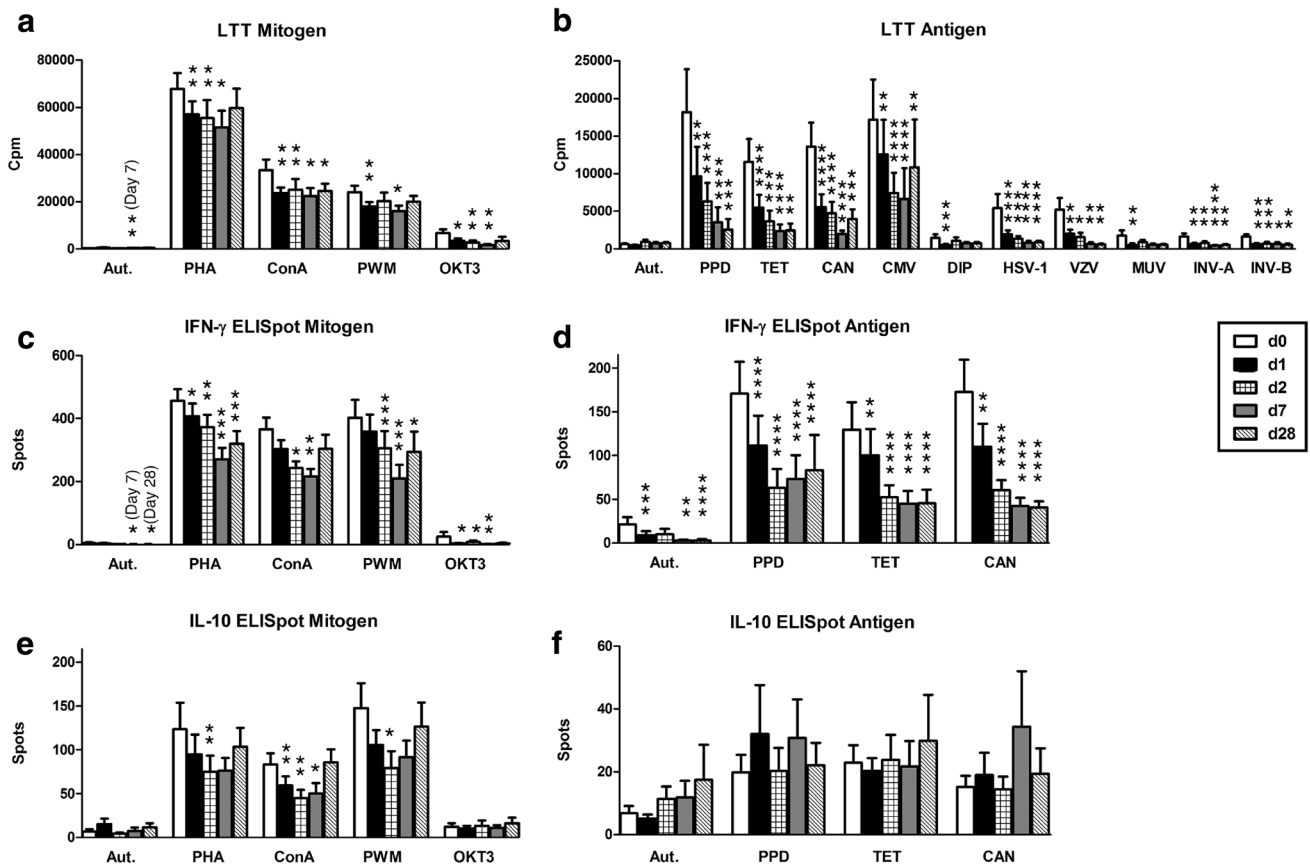 a
LTT Mitogen
80000
60000
40000
20000
0
Cpm
* * (Day 7)
* *
* *
*
* *
* *
*
*
* *
*
*
* *
* *
Aut. PHA ConA PWM OKT3
b
LTT Antigen
25000
20000
15000
10000
5000
0
Cpm
Aut. PPD TET CAN CMV DIP HSV-1 VZV MUV INV-A INV-B
c
IFN-γ ELISpot Mitogen
600
400
200
0
Spots
* (Day 7)
* (Day 28)
Aut. PHA ConA PWM OKT3
d
IFN-γ ELISpot Antigen
200
150
100
50
0
Spots
Aut. PPD TET CAN
d0
d1
d2
d7
d28
e
IL-10 ELISpot Mitogen
200
150
100
50
0
Spots
Aut. PHA ConA PWM OKT3
f
IL-10 ELISpot Antigen
60
40
20
0
Spots
Aut. PPD TET CAN